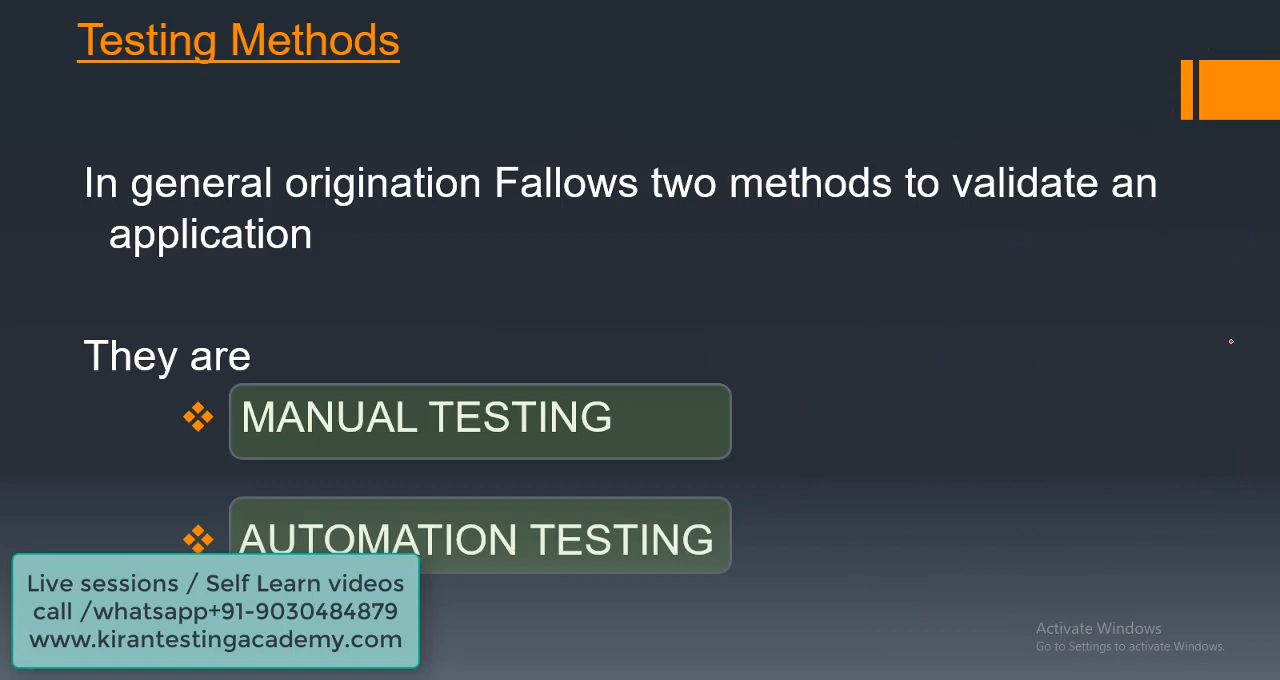 Testing Methods
In general origination Fallows two methods to validate an
application
They are
MANUAL TESTING
AUTOMATION TESTING
Live sessions / Self Learn videos
call /whatsapp+91-9030484879
www.kirantestingacademy.com
Activate Windows
Go to Settings to activate Windows.